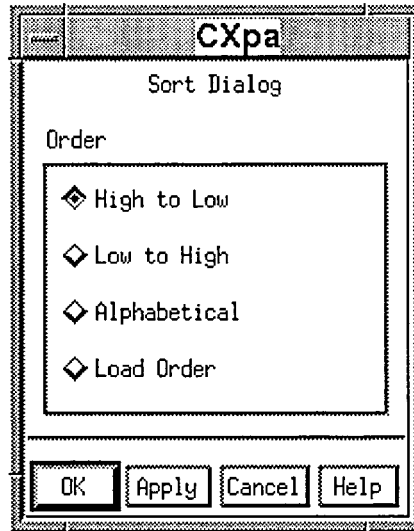 CXpa
Sort Dialog
Order
High to Low
Low to High
Alphabetical
Load Order
OK Apply Cancel Help